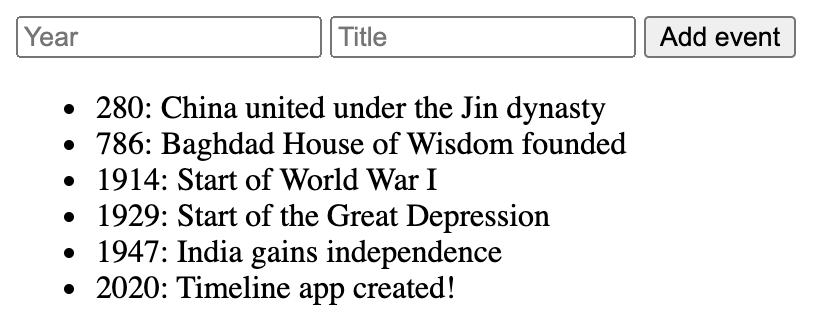 Year Title Add event
280: China united under the Jin dynasty
786: Baghdad House of Wisdom founded
1914: Start of World War I
1929: Start of the Great Depression
1947: India gains independence
2020: Timeline app created!